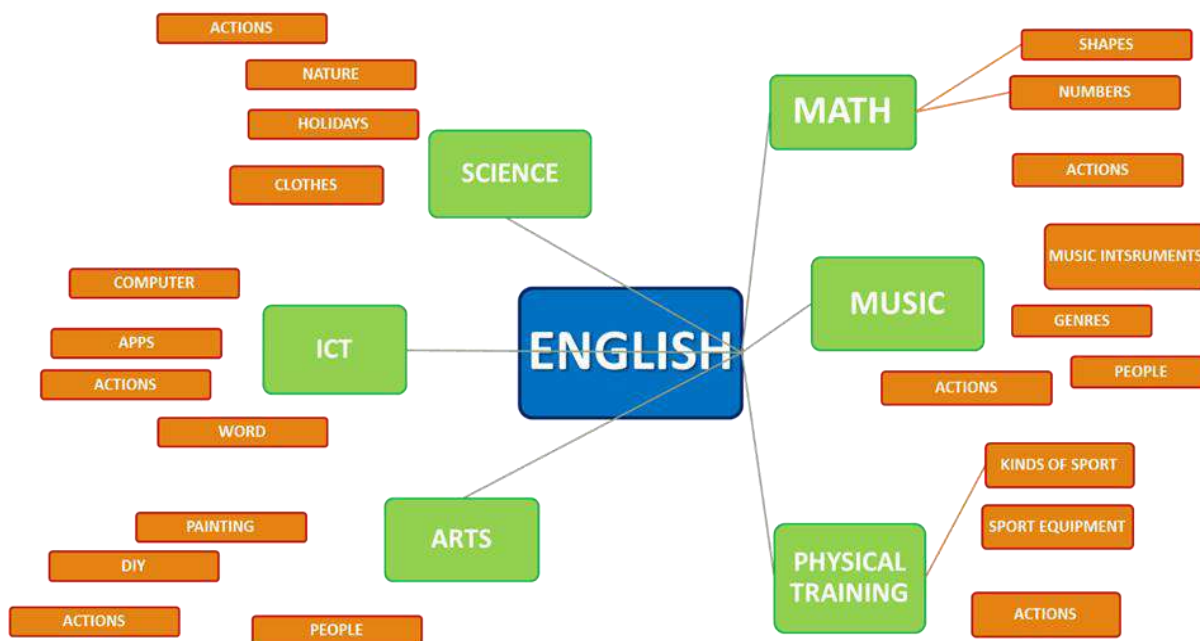 ACTIONS
NATURE
HOLIDAYS
CLOTHES
SCIENCE
COMPUTER
APPS
ACTIONS
WORD
ICT
PAINTING
DIY
ACTIONS
PEOPLE
ARTS
ENGLISH
MATH
SHAPES
NUMBERS
ACTIONS
MUSIC
MUSIC INTSRUMENTS
GENRES
PEOPLE
ACTIONS
PHYSICAL
TRAINING
KINDS OF SPORT
SPORT EQUIPMENT
ACTIONS